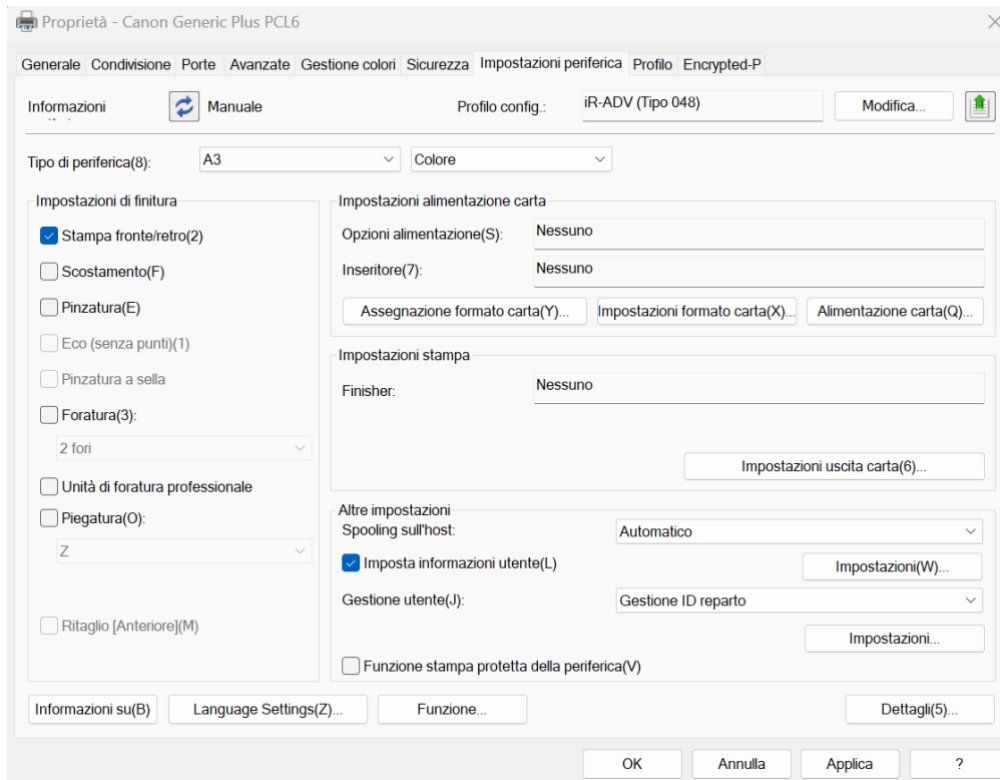 Proprietà - Canon Generic Plus PCL6
Generale Condivisione Porte Avanzate Gestione colori Sicurezza Impostazioni periferica Profilo Encrypted-P
Informazioni Manuale Profilo config.: iR-ADV (Tipo 048) Modifica...
Tipo di periferica(8): A3 Colore
Impostazioni di finitura
Stampa fronte/retro(2)
Scostamento(F)
Pinzatura(E)
Eco (senza punti)(1)
Pinzatura a sella
Foratura(3):
2 fori
Unità di foratura professionale
Piegatura(O):
Z
Ritaglio [Anteriore](M)
Impostazioni alimentazione carta
Opzioni alimentazione(S): Nessuno
Inseritore(7): Nessuno
Assegnazione formato carta(Y)... Impostazioni formato carta(X)... Alimentazione carta(Q)...
Impostazioni stampa
Finisher: Nessuno
Impostazioni uscita carta(6)...
Altre impostazioni
Spooling sull'host: Automatico
Imposta informazioni utente(L) Impostazioni(W)...
Gestione utente(J): Gestione ID reparto
Impostazioni...
Funzione stampa protetta della periferica(V)
Informazioni su(B) Language Settings(Z)... Funzione... Dettagli(5)...
OK Annulla Applica ?